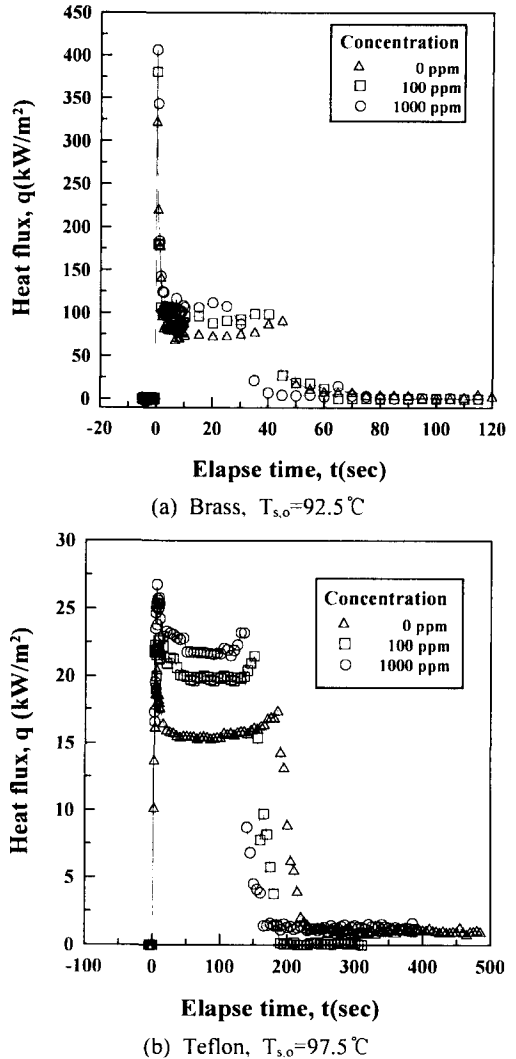 450
400
350
300
250
200
150
100
50
0
Heat flux, q(kW/m²)
Concentration
△ 0 ppm
□ 100 ppm
○ 1000 ppm
-20 0 20 40 60 80 100 120
Elapse time, t(sec)
(a) Brass, Ts,o=92.5℃
30
25
20
15
10
5
0
Heat flux, q (kW/m²)
Concentration
△ 0 ppm
□ 100 ppm
○ 1000 ppm
-100 0 100 200 300 400 500
Elapse time, t(sec)
(b) Teflon, Ts,o=97.5℃